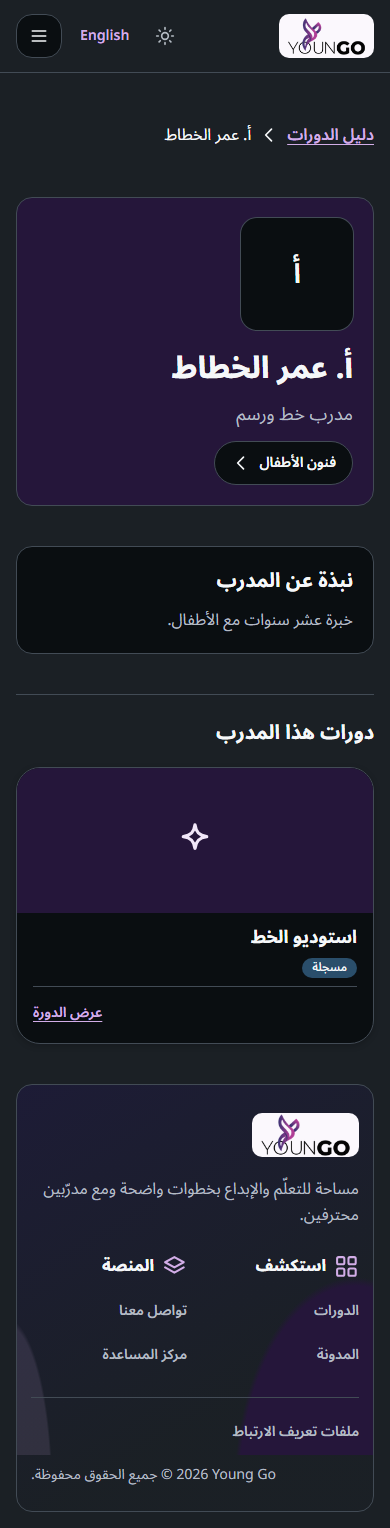 YOUNGO
English
دليل الدورات
أ. عمر الخطاط
أ
أ. عمر الخطاط
مدرب خط ورسم
فنون الأطفال
نبذة عن المدرب
خبرة عشر سنوات مع الأطفال.
دورات هذا المدرب
استوديو الخط
مسجلة
عرض الدورة
YOUNGO
مساحة للتعلّم والإبداع بخطوات واضحة ومع مدرّبين
محترفين.
استكشف
الدورات
المدونة
المنصة
تواصل معنا
مركز المساعدة
ملفات تعريف الارتباط
Young Go 2026 © جميع الحقوق محفوظة.